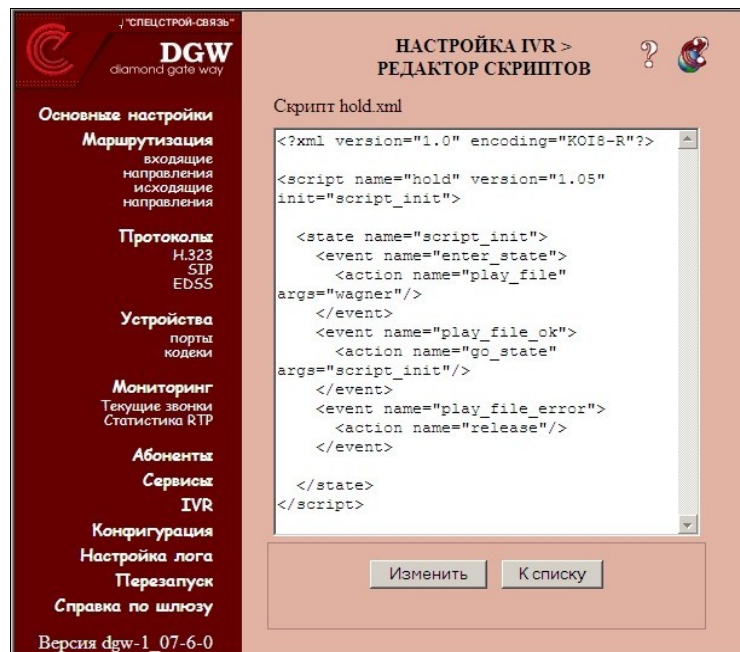 "СПЕЦСТРОЙ-СВЯЗЬ"
DGW
diamond gate way
Основные настройки
Маршрутизация
входящие
направления
исходящие
направления
Протоколы
H.323
SIP
EDSS
Устройства
порты
кодеки
Мониторинг
Текущие звонки
Статистика RTP
Абоненты
Сервисы
IVR
Конфигурация
Настройка лога
Перезапуск
Справка по шлюзу
Версия dgw-1_07-6-0
НАСТРОЙКА IVR >
РЕДАКТОР СКРИПТОВ
?
Скрипт hold.xml
<?xml version="1.0" encoding="KOI8-R"?>
<script name="hold" version="1.05"
init="script_init">
<state name="script_init">
<event name="enter_state">
<action name="play_file"
args="wagner"/>
</event>
<event name="play_file_ok">
<action name="go_state"
args="script_init"/>
</event>
<event name="play_file_error">
<action name="release"/>
</event>
</state>
</script>
Изменить
К списку